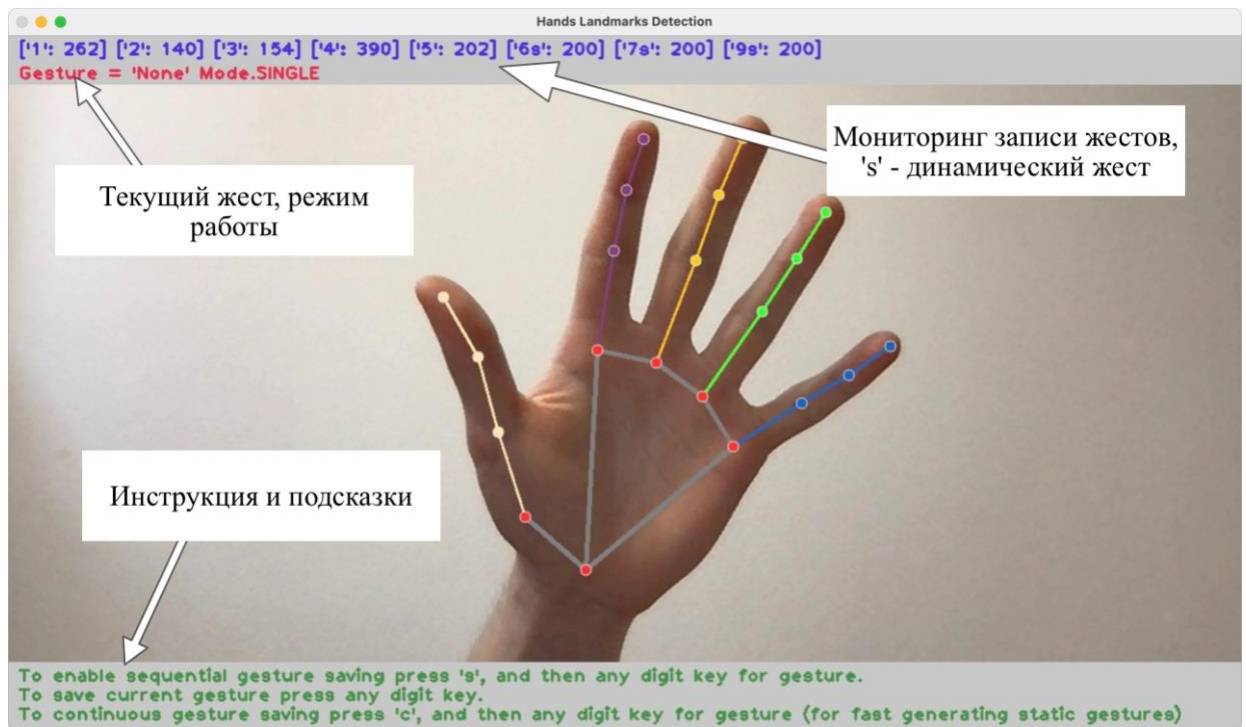 Hands Landmarks Detection
['1': 262] ['2': 140] ['3': 154] ['4': 390] ['5': 202] ['6s': 200] ['7s': 200] ['9s': 200]
Gesture = 'None' Mode.SINGLE
Мониторинг записи жестов,
's' - динамический жест
Текущий жест, режим
работы
Инструкция и подсказки
To enable sequential gesture saving press 's', and then any digit key for gesture.
To save current gesture press any digit key.
To continuous gesture saving press 'c', and then any digit key for gesture (for fast generating static gestures)